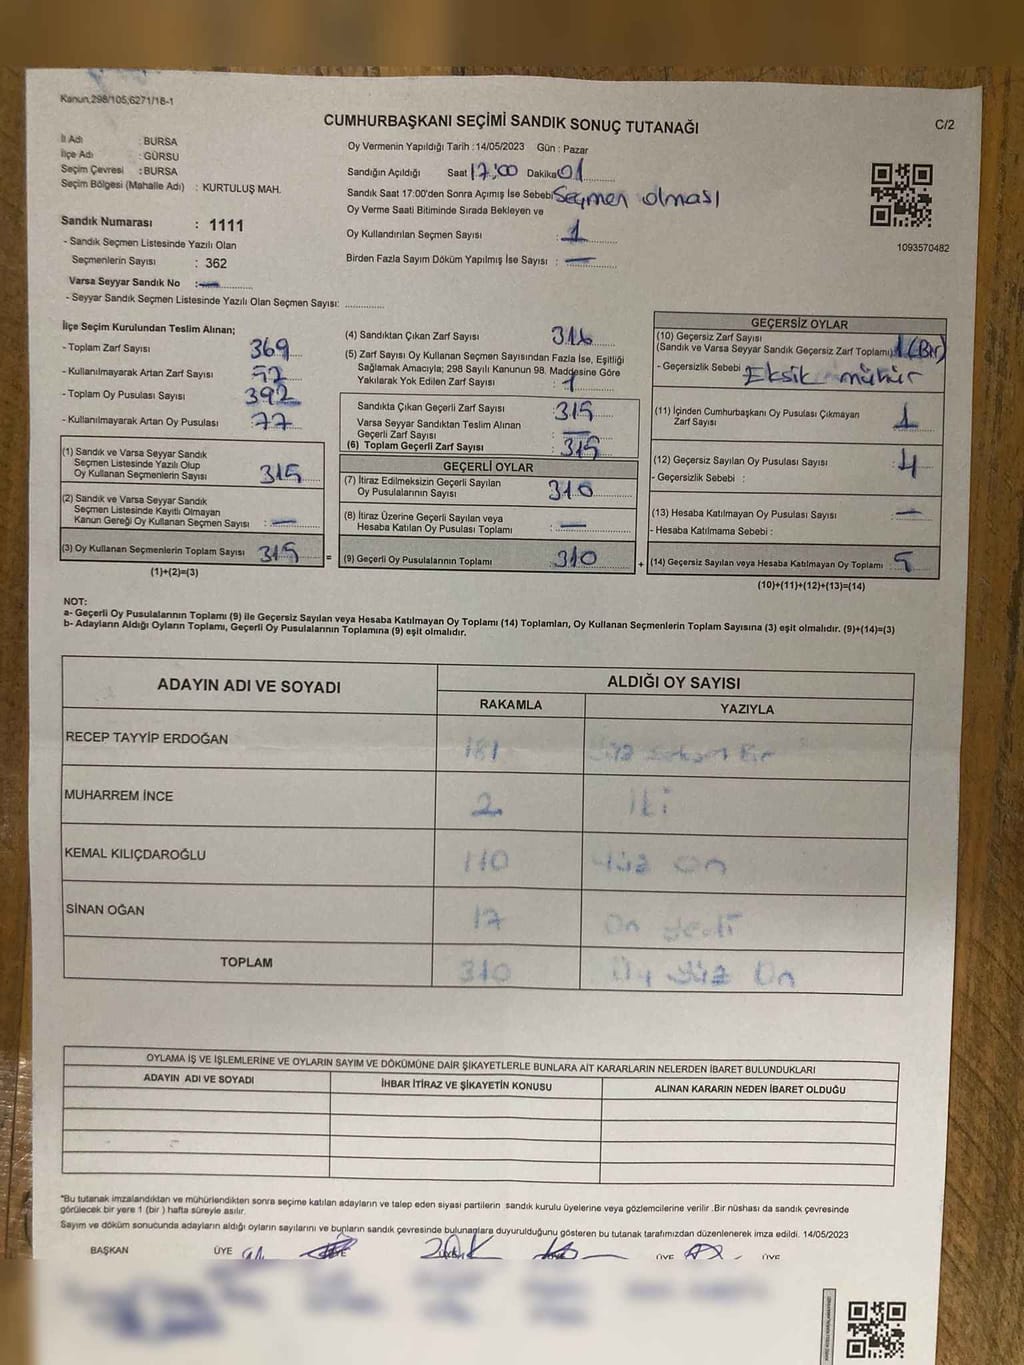 Kanun,298/105,6271/18-1
CUMHURBAŞKANI SEÇİMİ SANDIK SONUÇ TUTANAĞI
C/2
İl Adı : BURSA
İlçe Adı : GÜRSU
Seçim Çevresi : BURSA
Seçim Bölgesi (Mahalle Adı) : KURTULUŞ MAH.
Sandık Numarası : 1111
- Sandık Seçmen Listesinde Yazılı Olan
Seçmenlerin Sayısı : 362
Varsa Seyyar Sandık No : —
- Seyyar Sandık Seçmen Listesinde Yazılı Olan Seçmen Sayısı: ............
Oy Vermenin Yapıldığı Tarih : 14/05/2023 Gün : Pazar
Sandığın Açıldığı Saat 17:00 Dakika 01
Sandık Saat 17:00'den Sonra Açımış İse Sebebi Seçmen olması
Oy Verme Saati Bitiminde Sırada Bekleyen ve
Oy Kullandırılan Seçmen Sayısı : 1
Birden Fazla Sayım Döküm Yapılmış İse Sayısı : —
1093570482
İlçe Seçim Kurulundan Teslim Alınan;
- Toplam Zarf Sayısı 369
- Kullanılmayarak Artan Zarf Sayısı
- Toplam Oy Pusulası Sayısı 392
- Kullanılmayarak Artan Oy Pusulası : 77
(1) Sandık ve Varsa Seyyar Sandık
Seçmen Listesinde Yazılı Olup
Oy Kullanan Seçmenlerin Sayısı 315
(2) Sandık ve Varsa Seyyar Sandık
Seçmen Listesinde Kayıtlı Olmayan
Kanun Gereği Oy Kullanan Seçmen Sayısı : —
(3) Oy Kullanan Seçmenlerin Toplam Sayısı 315 =
(1)+(2)=(3)
(4) Sandıktan Çıkan Zarf Sayısı 316
(5) Zarf Sayısı Oy Kullanan Seçmen Sayısından Fazla İse, Eşitliği
Sağlamak Amacıyla; 298 Sayılı Kanunun 98. Maddesine Göre
Yakılarak Yok Edilen Zarf Sayısı : 1
Sandıkta Çıkan Geçerli Zarf Sayısı 315
Varsa Seyyar Sandıktan Teslim Alınan
Geçerli Zarf Sayısı : —
(6) Toplam Geçerli Zarf Sayısı 315
GEÇERLİ OYLAR
(7) İtiraz Edilmeksizin Geçerli Sayılan
Oy Pusulalarının Sayısı 310
(8) İtiraz Üzerine Geçerli Sayılan veya
Hesaba Katılan Oy Pusulası Toplamı : —
(9) Geçerli Oy Pusulalarının Toplamı 310 +
GEÇERSİZ OYLAR
(10) Geçersiz Zarf Sayısı
(Sandık ve Varsa Seyyar Sandık Geçersiz Zarf Toplamı) 1 (Bir)
- Geçersizlik Sebebi : Eksik mühür
(11) İçinden Cumhurbaşkanı Oy Pusulası Çıkmayan
Zarf Sayısı 1
(12) Geçersiz Sayılan Oy Pusulası Sayısı : 4
- Geçersizlik Sebebi :
(13) Hesaba Katılmayan Oy Pusulası Sayısı : —
- Hesaba Katılmama Sebebi :
(14) Geçersiz Sayılan veya Hesaba Katılmayan Oy Toplamı : 5
(10)+(11)+(12)+(13)=(14)
NOT:
a- Geçerli Oy Pusulalarının Toplamı (9) ile Geçersiz Sayılan veya Hesaba Katılmayan Oy Toplamı (14) Toplamları, Oy Kullanan Seçmenlerin Toplam Sayısına (3) eşit olmalıdır. (9)+(14)=(3)
b- Adayların Aldığı Oyların Toplamı, Geçerli Oy Pusulalarının Toplamına (9) eşit olmalıdır.
ADAYIN ADI VE SOYADI
ALDIĞI OY SAYISI
RAKAMLA YAZIYLA
RECEP TAYYİP ERDOĞAN 181 Yüz Seksen Bir
MUHARREM İNCE 2 İki
KEMAL KILIÇDAROĞLU 110 Yüz On
SİNAN OĞAN 17 On Yedi
TOPLAM 310 Üç Yüz On
OYLAMA İŞ VE İŞLEMLERİNE VE OYLARIN SAYIM VE DÖKÜMÜNE DAİR ŞİKAYETLERLE BUNLARA AİT KARARLARIN NELERDEN İBARET BULUNDUKLARI
ADAYIN ADI VE SOYADI İHBAR İTİRAZ VE ŞİKAYETİN KONUSU ALINAN KARARIN NEDEN İBARET OLDUĞU
*Bu tutanak imzalandıktan ve mühürlendikten sonra seçime katılan adayların ve talep eden siyasi partilerin sandık kurulu üyelerine veya gözlemcilerine verilir .Bir nüshası da sandık çevresinde
görülecek bir yere 1 (bir ) hafta süreyle asılır.
Sayım ve döküm sonucunda adayların aldığı oyların sayılarını ve bunların sandık çevresinde bulunanlara duyurulduğunu gösteren bu tutanak tarafımızdan düzenlenerek imza edildi. 14/05/2023
BAŞKAN ÜYE ÜYE ÜYE